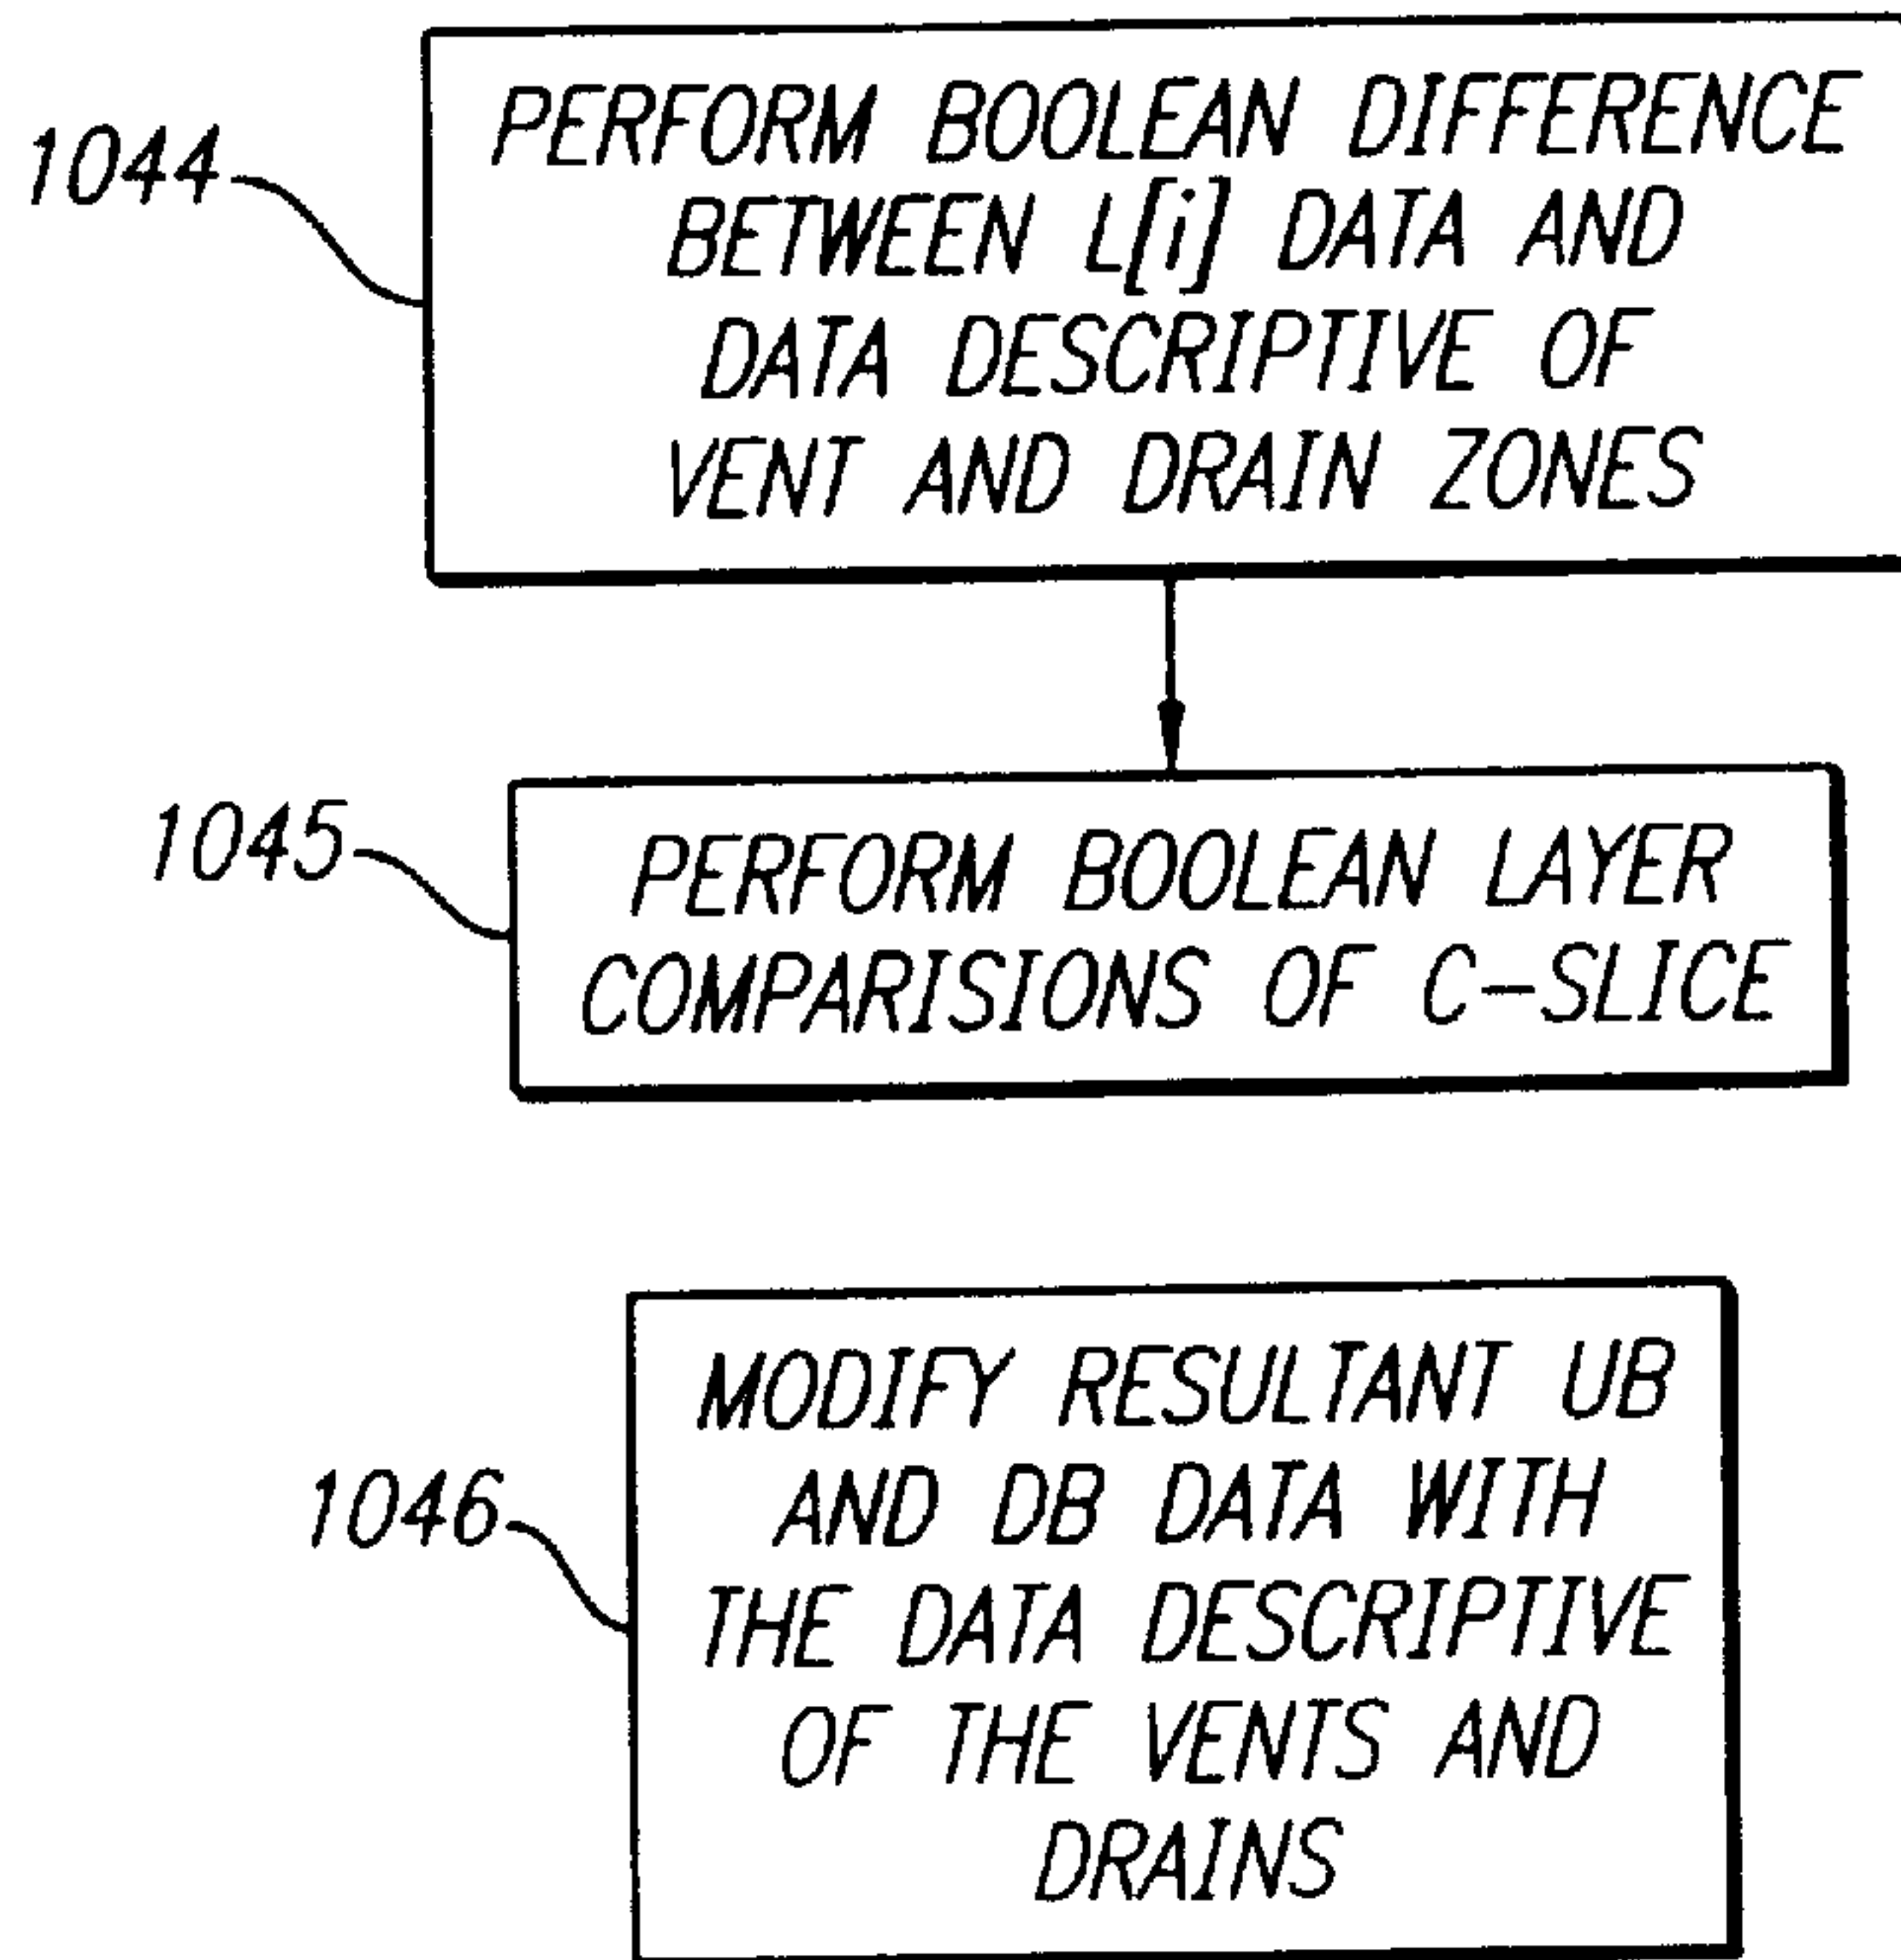 1044
PERFORM BOOLEAN DIFFERENCE
BETWEEN L[i] DATA AND
DATA DESCRIPTIVE OF
VENT AND DRAIN ZONES
1045
PERFORM BOOLEAN LAYER
COMPARISIONS OF C-SLICE
1046
MODIFY RESULTANT UB
AND DB DATA WITH
THE DATA DESCRIPTIVE
OF THE VENTS AND
DRAINS